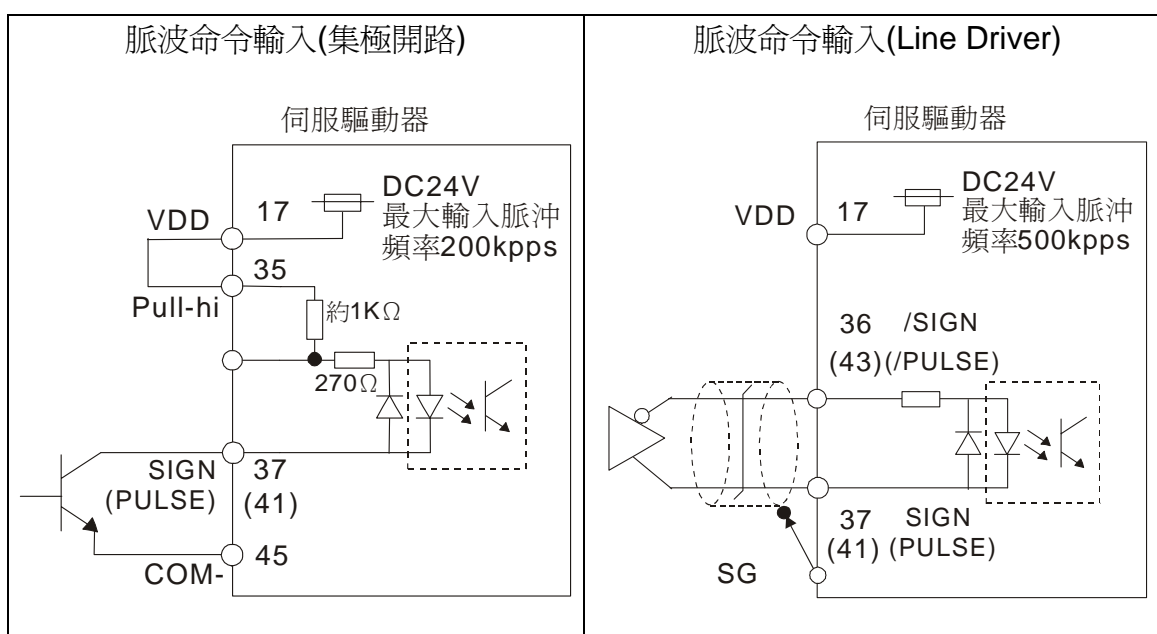 脈波命令輸入(集極開路)
伺服驅動器
VDD
17
DC24V
最大輸入脈沖
頻率200kpps
35
Pull-hi
約1KΩ
270Ω
SIGN
(PULSE)
37
(41)
45
COM-
脈波命令輸入(Line Driver)
伺服驅動器
VDD
17
DC24V
最大輸入脈沖
頻率500kpps
36 /SIGN
(43)(/PULSE)
37 SIGN
(41) (PULSE)
SG